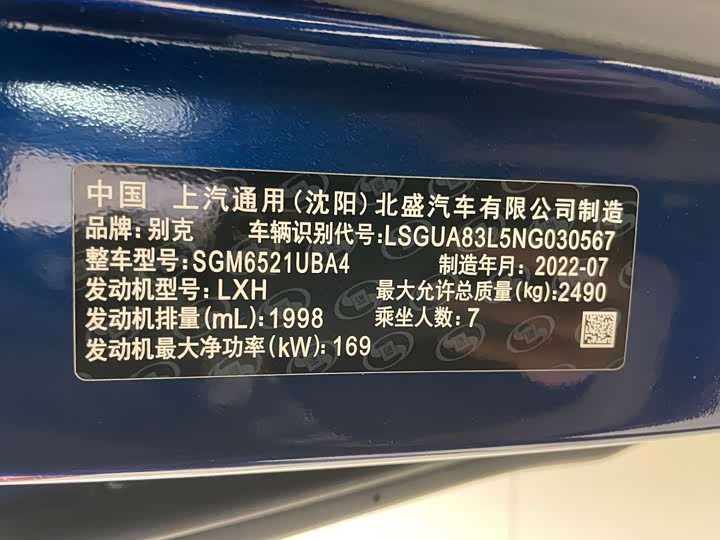 中国 上汽通用(沈阳)北盛汽车有限公司制造
品牌:别克 车辆识别代号:LSGUA83L5NG030567
整车型号:SGM6521UBA4 制造年月: 2022-07
发动机型号: LXH 最大允许总质量(kg):2490
发动机排量(mL):1998 乘坐人数:7
发动机最大净功率(kW): 169